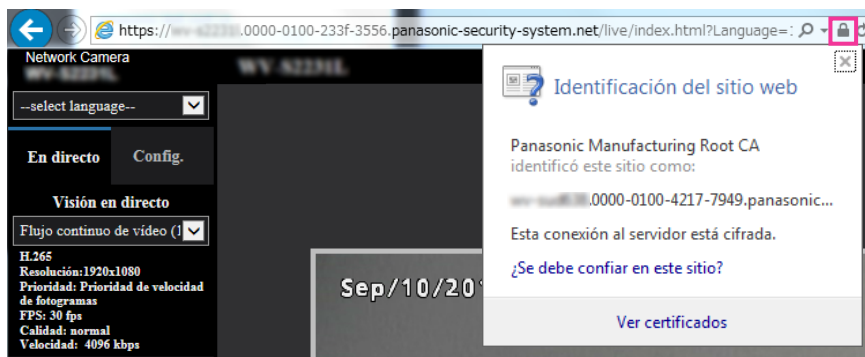 https:// .0000-0100-233f-3556.panasonic-security-system.net/live/index.html?Language=
Network Camera
--select language--
En directo Config.
Visión en directo
Flujo continuo de vídeo (1
H.265
Resolución:1920x1080
Prioridad: Prioridad de velocidad
de fotogramas
FPS: 30 fps
Calidad: normal
Velocidad: 4096 kbps
Sep/10/20
Identificación del sitio web
Panasonic Manufacturing Root CA
identificó este sitio como:
.0000-0100-4217-7949.panasonic...
Esta conexión al servidor está cifrada.
¿Se debe confiar en este sitio?
Ver certificados